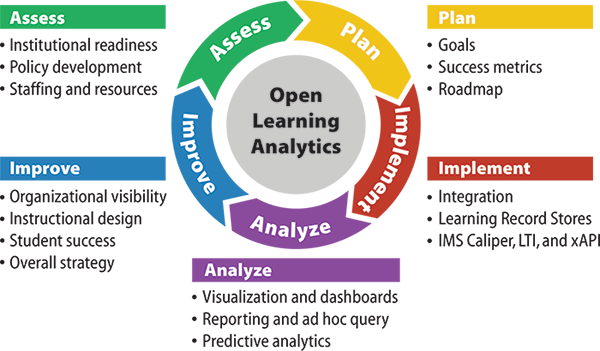 Assess
• Institutional readiness
• Policy development
• Staffing and resources
Plan
• Goals
• Success metrics
• Roadmap
Assess
Plan
Implement
Analyze
Improve
Open
Learning
Analytics
Improve
• Organizational visibility
• Instructional design
• Student success
• Overall strategy
Implement
• Integration
• Learning Record Stores
• IMS Caliper, LTI, and xAPI
Analyze
• Visualization and dashboards
• Reporting and ad hoc query
• Predictive analytics